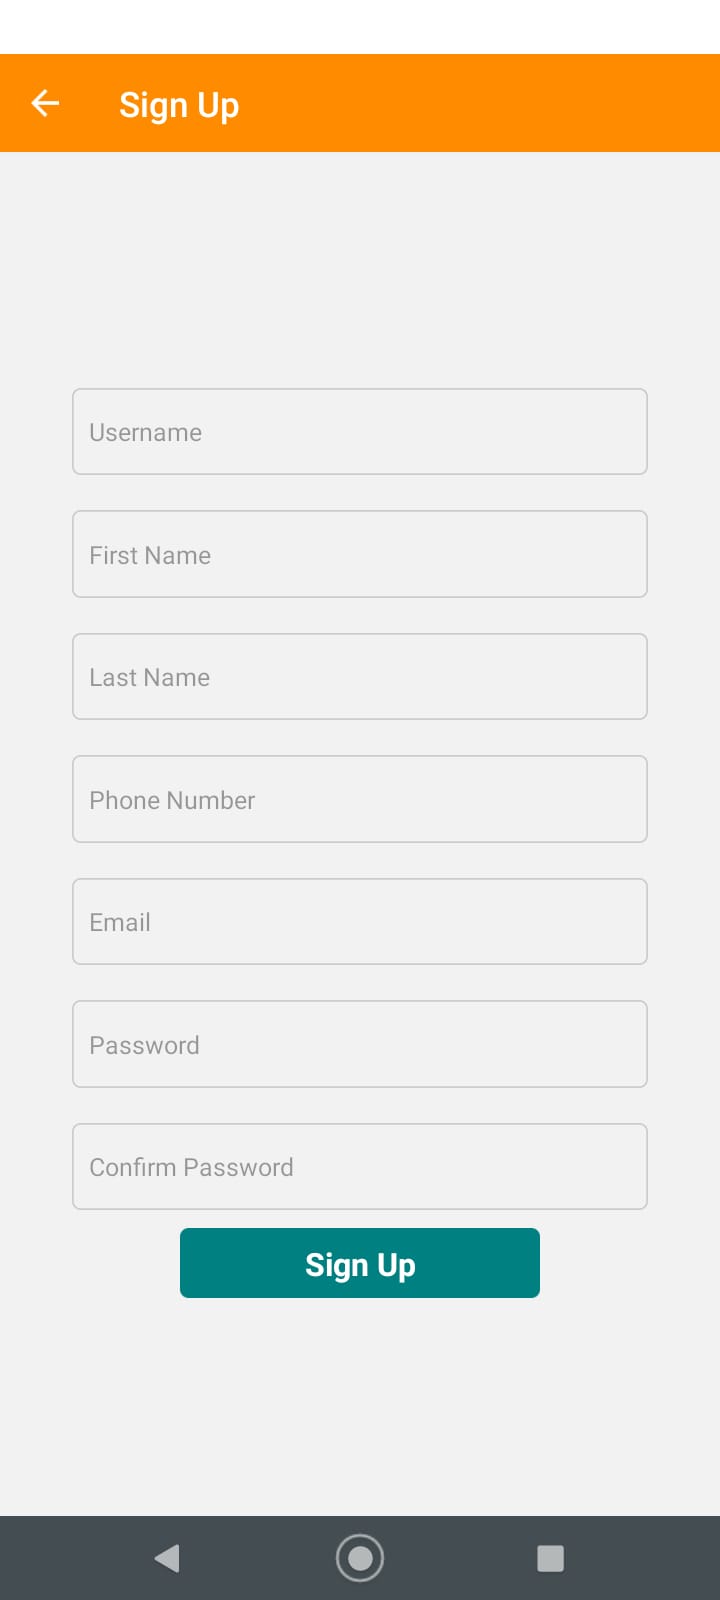 Sign Up
Username
First Name
Last Name
Phone Number
Email
Password
Confirm Password
Sign Up